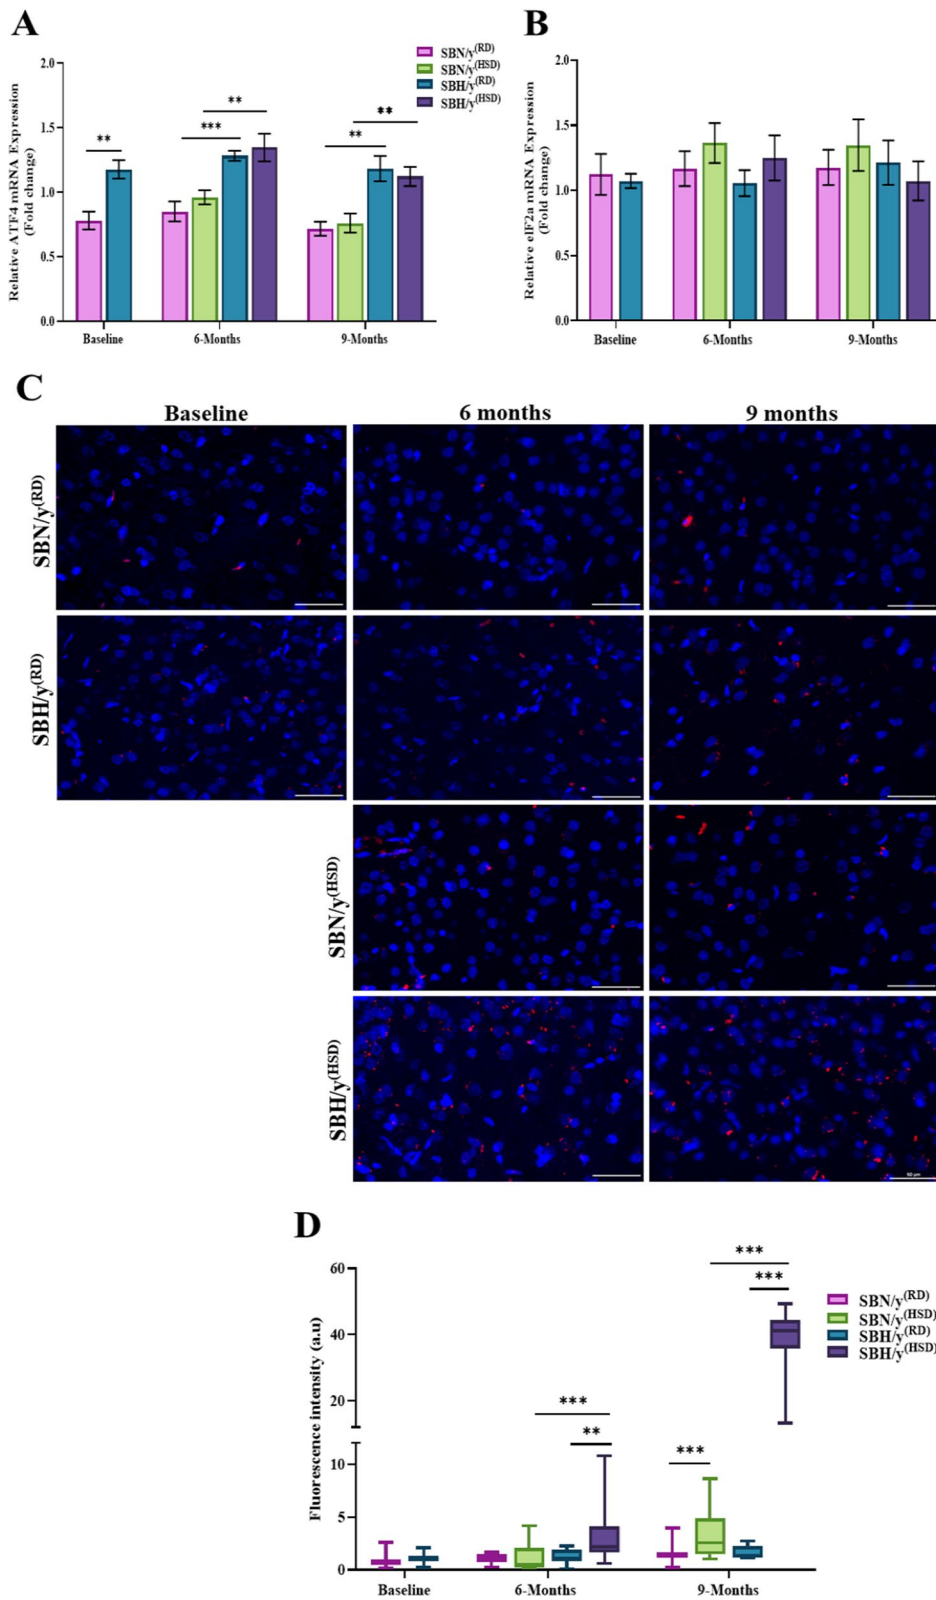 A
B
SBN/y(RD)
SBN/y(HSD)
SBH/y(RD)
SBH/y(HSD)
Relative ATF4 mRNA Expression
(Fold change)
2.0
1.5
1.0
0.5
0.0
**
***
**
**
**
Baseline
6-Months
9-Months
Relative eIF2a mRNA Expression
(Fold change)
2.0
1.5
1.0
0.5
0.0
Baseline
6-Months
9-Months
C
Baseline
6 months
9 months
SBN/y(RD)
SBH/y(RD)
SBN/y(HSD)
SBH/y(HSD)
50 µm
D
Fluorescence intensity (a.u)
60
40
20
10
5
0
***
**
***
***
***
Baseline
6-Months
9-Months
SBN/y(RD)
SBN/y(HSD)
SBH/y(RD)
SBH/y(HSD)